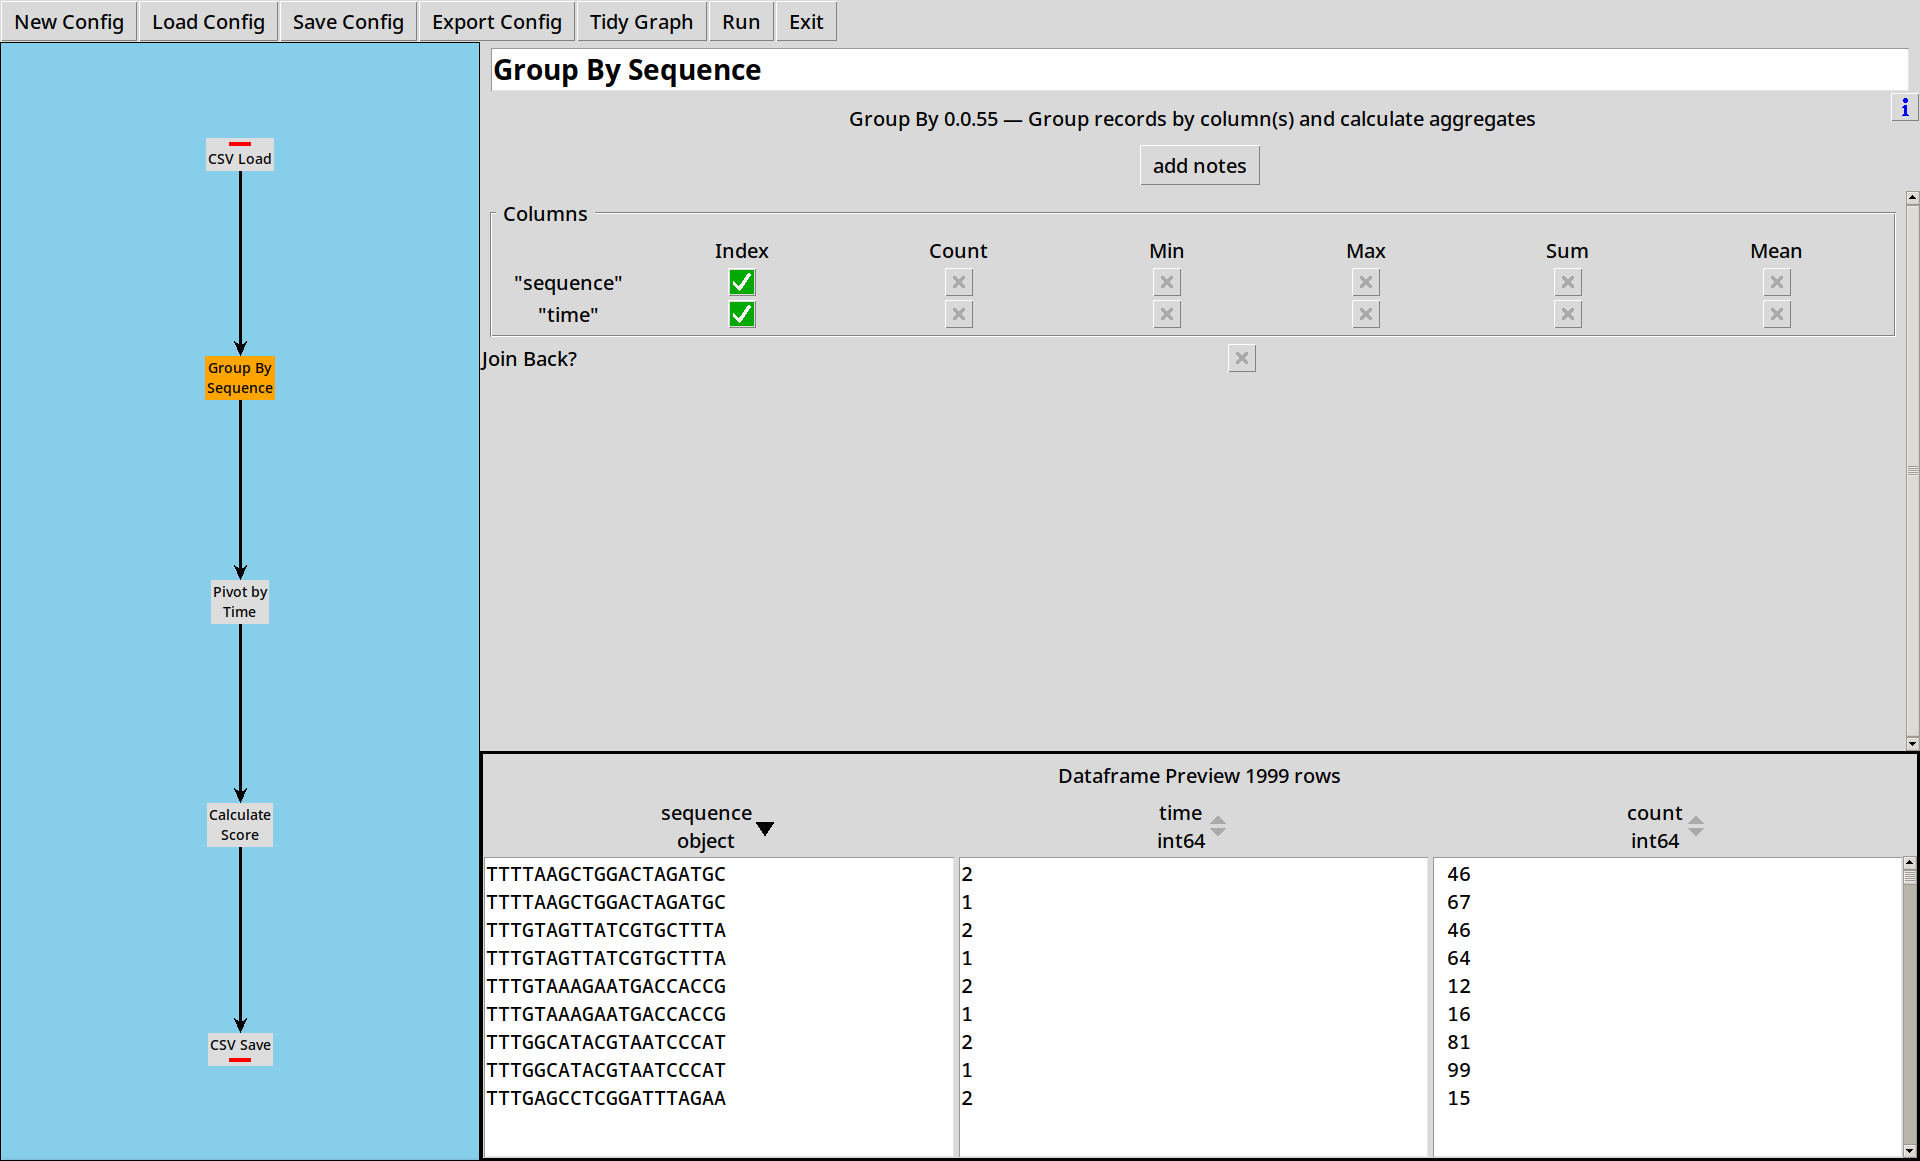 New Config Load Config Save Config Export Config Tidy Graph Run Exit
CSV Load
Group By
Sequence
Pivot by
Time
Calculate
Score
CSV Save
Group By Sequence
Group By 0.0.55 — Group records by column(s) and calculate aggregates
i
add notes
Columns
Index Count Min Max Sum Mean
"sequence"
"time"
Join Back?
Dataframe Preview 1999 rows
sequence time count
object int64 int64
TTTTAAGCTGGACTAGATGC 2 46
TTTTAAGCTGGACTAGATGC 1 67
TTTGTAGTTATCGTGCTTTA 2 46
TTTGTAGTTATCGTGCTTTA 1 64
TTTGTAAAGAATGACCACCG 2 12
TTTGTAAAGAATGACCACCG 1 16
TTTGGCATACGTAATCCCAT 2 81
TTTGGCATACGTAATCCCAT 1 99
TTTGAGCCTCGGATTTAGAA 2 15